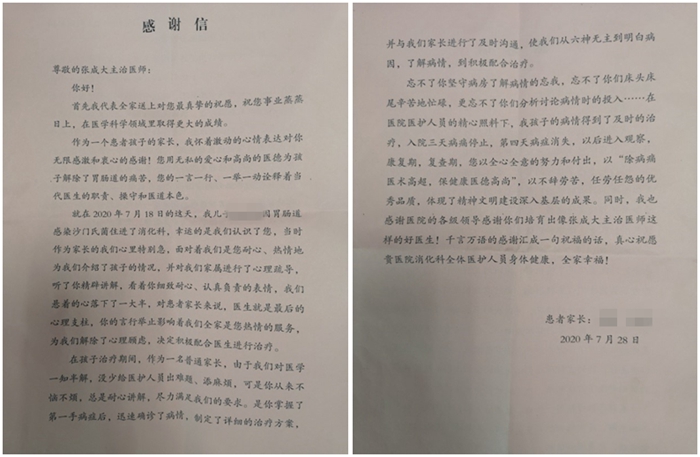 感谢信
尊敬的张成大主治医师:
你好!
首先我代表全家送上对您最真挚的祝愿,祝您事业蒸蒸
日上,在医学科学领域里取得更大的成绩。
作为一个患者孩子的家长,我怀着激动的心情表达对你
无限感激和衷心的感谢!您用无私的爱心和高尚的医德为孩
子解除了胃肠道的痛苦,您的一言一行、一举一动诠释着当
代医生的职责、操守和医道本色。
就在2020年7月18日的这天,我儿子 因胃肠道
感染沙门氏菌住进了消化科,幸运的是我们认识了您,当时
作为家长的我们心里特别急,面对着我们是您耐心、热情地
为我们介绍了孩子的情况,并对我们家属进行了心理疏导,
听了你精辟讲解,看着你细致耐心、认真负责的表情,我们
悬着的心落下了一大半,对患者家长来说,医生就是最后的
心理支柱,你的言行举止影响着我们全家是您热情的服务,
为我们解除了心理顾虑,决定积极配合医生进行治疗。
在孩子治疗期间,作为一名普通家长,由于我们对医学
一知半解,没少给医护人员出难题、添麻烦,可是你从来不
恼不烦,总是耐心讲解,尽力满足我们的要求。是你掌握了
第一手病症后,迅速确诊了病情,制定了详细的治疗方案,
并与我们家长进行了及时沟通,使我们从六神无主到明白病
因,了解病情,到积极配合治疗。
忘不了你坚守病房了解病情的忘我,忘不了你们床头床
尾辛苦地忙碌,更忘不了你们分析讨论病情时的投入……在
医院医护人员的精心照料下,我孩子的病情得到了及时的治
疗,入院三天病痛停止,第四天病症消失,以后进入观察,
康复期,复查期,您以全心全意的努力和付出,以“除病痛
医术高超,保健康医德高尚”,以不辞劳苦,任劳任怨的优
秀品质,体现了精神文明建设深入基层的成果。同时,我也
感谢医院的各级领导感谢你们培育出像张成大主治医师这
样的好医生!千言万语的感谢汇成一句祝福的话,真心祝愿
贵医院消化科全体医护人员身体健康,全家幸福!
患者家长:
2020年7月28日